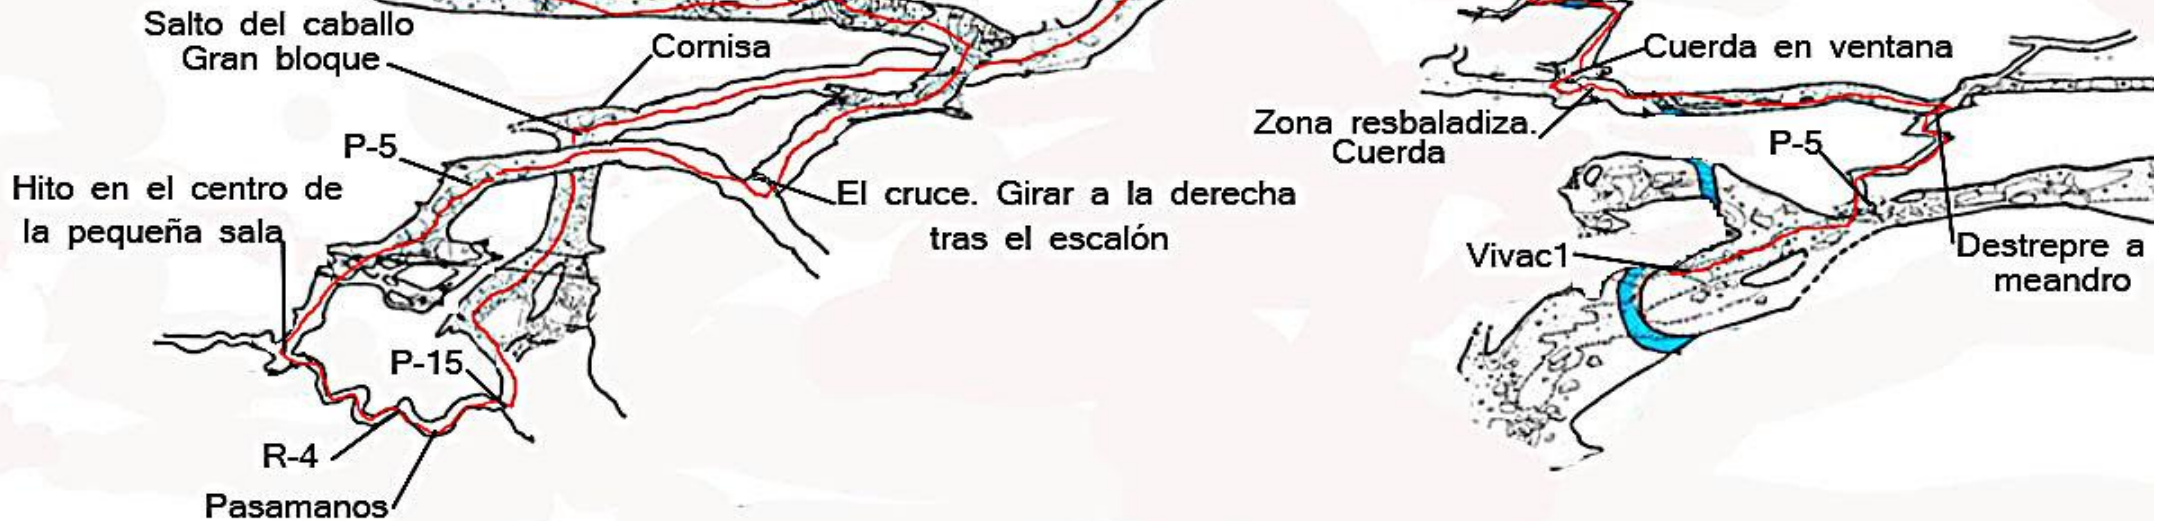 Salto del caballo
Gran bloque
Cornisa
P-5
Hito en el centro de
la pequeña sala
El cruce. Girar a la derecha
tras el escalón
P-15
R-4
Pasamanos
Cuerda en ventana
Zona resbaladiza.
Cuerda
P-5
Vivac1
Destrepre a
meandro